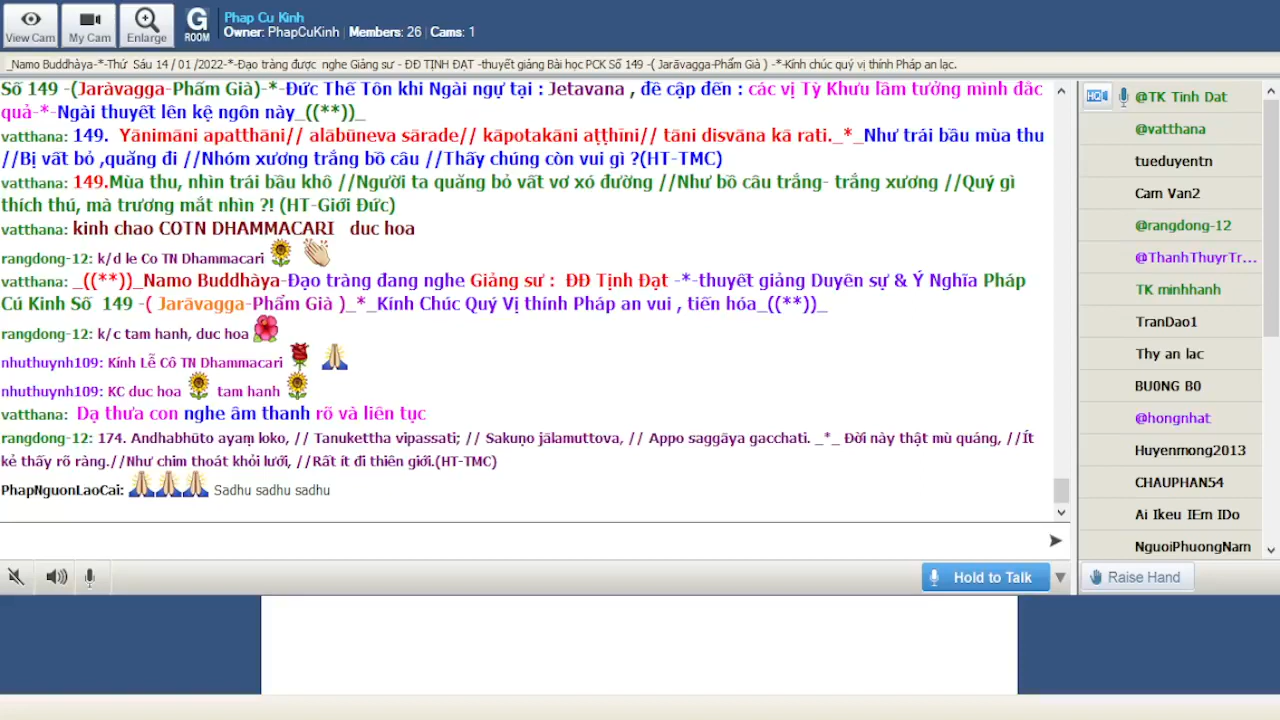 View Cam
My Cam
Enlarge
G
ROOM
Phap Cu Kinh
Owner: PhapCuKinh | Members: 26 | Cams: 1
_Namo Buddhàya-*-Thứ Sáu 14 / 01 /2022-*-Đạo tràng được nghe Giảng sư - ĐĐ TỊNH ĐẠT -thuyết giảng Bài học PCK Số 149 -( Jarāvagga-Phẩm Già ) -*-Kính chúc quý vị thính Pháp an lạc.
Số 149 -(Jaràvagga-Phẩm Già)-*-Đức Thế Tôn khi Ngài ngự tại : Jetavana , đề cập đến : các vị Tỳ Khưu lầm tưởng mình đắc
quả-*-Ngài thuyết lên kệ ngôn này_((**))_
vatthana: 149. Yānimāni apatthāni// alābūneva sārade// kāpotakāni aṭṭhīni// tāni disvāna kā rati._*_Như trái bầu mùa thu
//Bị vất bỏ ,quăng đi //Nhóm xương trắng bồ câu //Thấy chúng còn vui gì ?(HT-TMC)
vatthana: 149.Mùa thu, nhìn trái bầu khô //Người ta quăng bỏ vất vơ xó đường //Như bồ câu trắng- trắng xương //Quý gì
thích thú, mà trương mắt nhìn ?! (HT-Giới Đức)
vatthana: kinh chao COTN DHAMMACARI duc hoa
rangdong-12: k/d le Co TN Dhammacari
vatthana: _((**))_Namo Buddhàya-Đạo tràng đang nghe Giảng sư : ĐĐ Tịnh Đạt -*-thuyết giảng Duyên sự & Ý Nghĩa Pháp
Cú Kinh Số 149 -( Jarāvagga-Phẩm Già )_*_Kính Chúc Quý Vị thính Pháp an vui , tiến hóa_((**))_
rangdong-12: k/c tam hanh, duc hoa
nhuthuynh109: Kính Lễ Cô TN Dhammacari
nhuthuynh109: KC duc hoa tam hanh
vatthana: Dạ thưa con nghe âm thanh rõ và liên tục
rangdong-12: 174. Andhabhūto ayaṃ loko, // Tanukettha vipassati; // Sakuṇo jālamuttova, // Appo saggāya gacchati. _*_ Đời này thật mù quáng, //Ít
kẻ thấy rõ ràng.//Như chim thoát khỏi lưới, //Rất ít đi thiên giới.(HT-TMC)
PhapNguonLaoCai: Sadhu sadhu sadhu
Hold to Talk
@TK Tinh Dat
@vatthana
tueduyentn
Cam Van2
@rangdong-12
@ThanhThuyrTr...
TK minhhanh
TranDao1
Thy an lac
BU0NG B0
@hongnhat
Huyenmong2013
CHAUPHAN54
Ai Ikeu IEm IDo
NguoiPhuongNam
Raise Hand